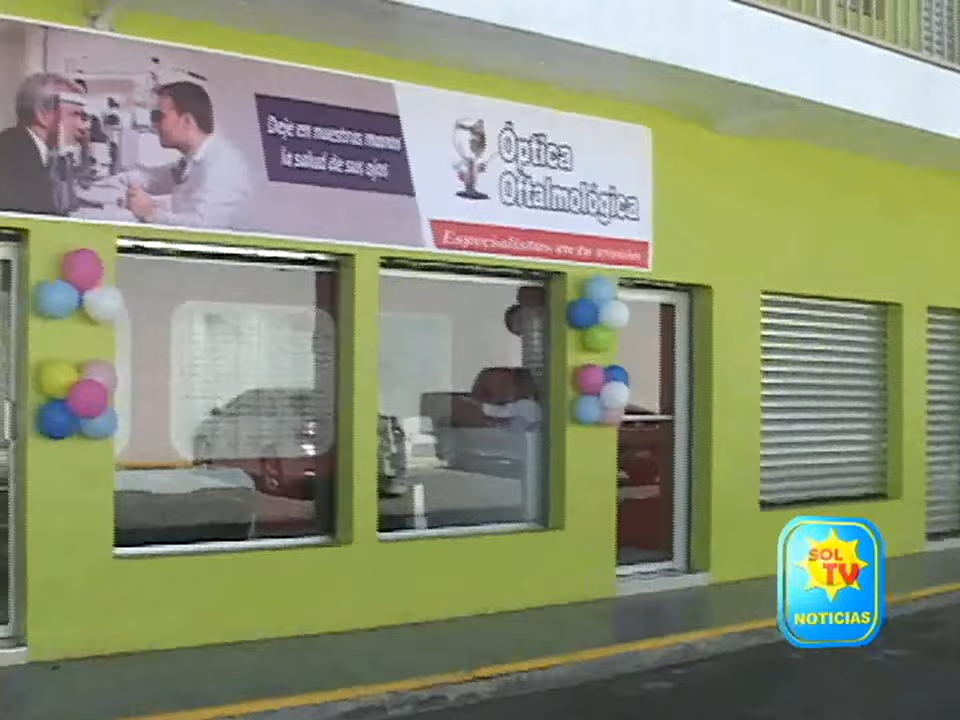 Deje en nuestras manos
la salud de sus ojos
Óptica
Oftalmológica
Especialistas en tu visión
SOL
TV
NOTICIAS